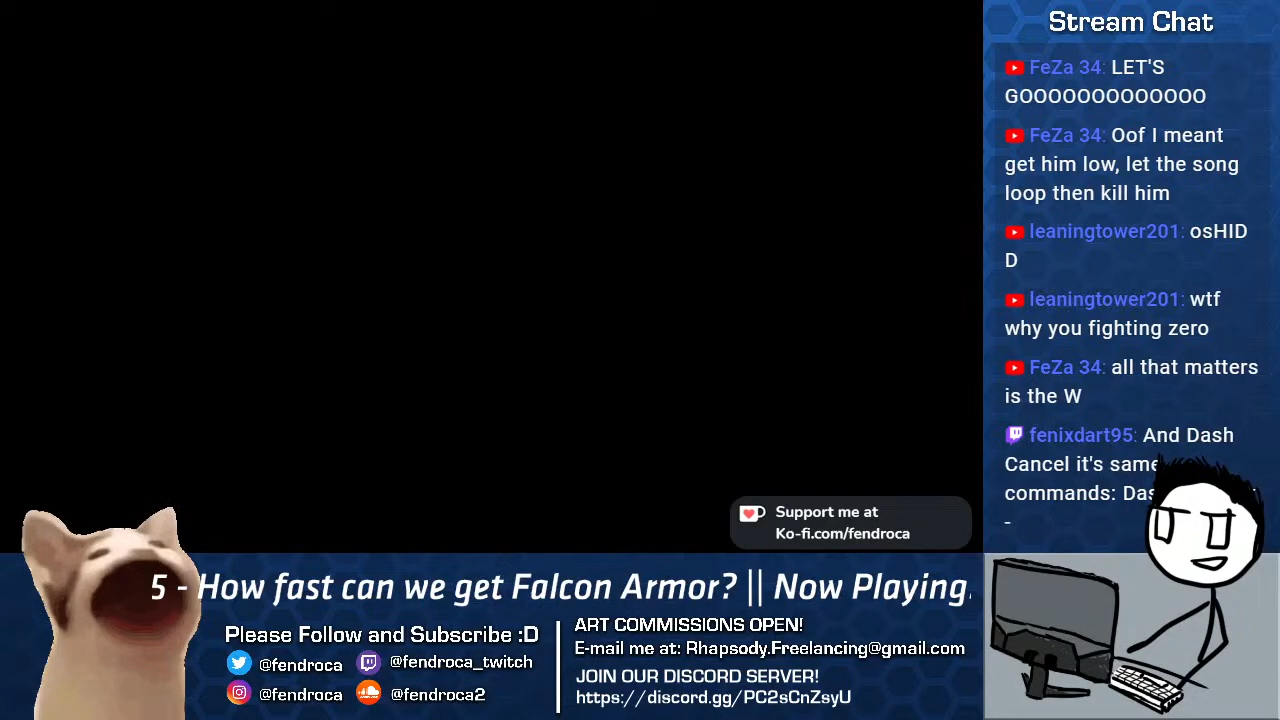 Stream Chat
FeZa 34: LET'S
GOOOOOOOOOOOOO
FeZa 34: Oof I meant
get him low, let the song
loop then kill him
leaningtower201: osHID
D
leaningtower201: wtf
why you fighting zero
FeZa 34: all that matters
is the W
fenixdart95: And Dash
Cancel it's same
commands:
-
Support me at
Ko-fi.com/fendroca
5 - How fast can we get Falcon Armor? || Now Playing.
Please Follow and Subscribe :D
@fendroca
@fendroca_twitch
@fendroca
@fendroca2
ART COMMISSIONS OPEN!
E-mail me at: Rhapsody.Freelancing@gmail.com
JOIN OUR DISCORD SERVER!
https://discord.gg/PC2sCnZsyU